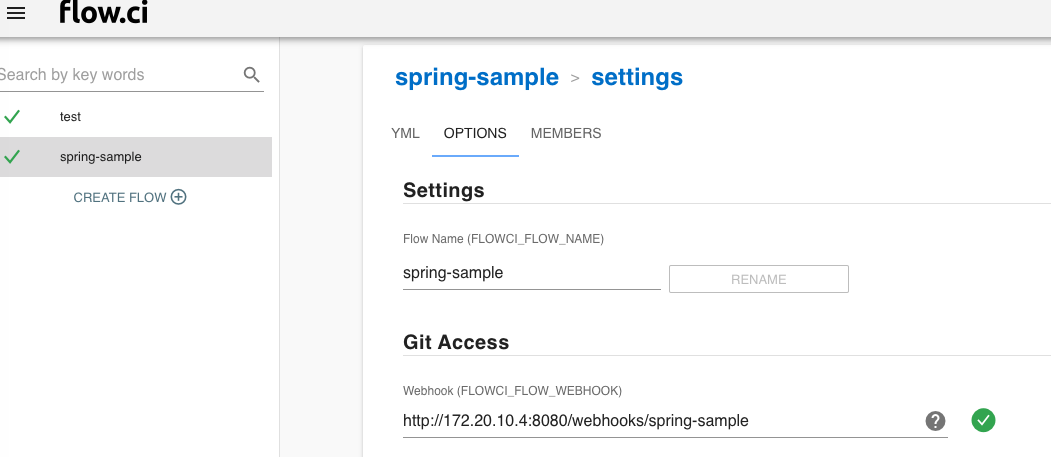 flow.ci
Search by key words
test
spring-sample
CREATE FLOW
spring-sample > settings
YML OPTIONS MEMBERS
Settings
Flow Name (FLOWCI_FLOW_NAME)
spring-sample RENAME
Git Access
Webhook (FLOWCI_FLOW_WEBHOOK)
http://172.20.10.4:8080/webhooks/spring-sample